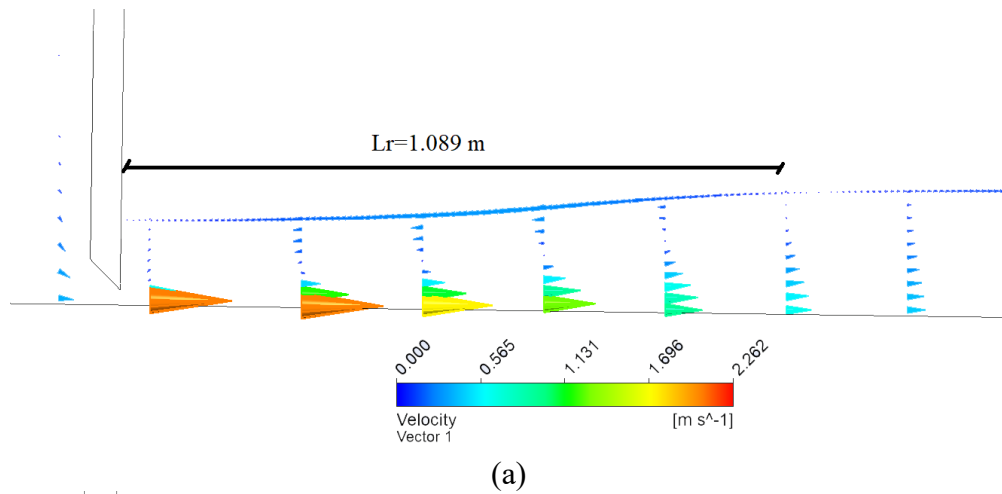 Lr=1.089 m
0.000
0.565
1.131
1.696
2.262
Velocity
Vector 1
[m s^-1]
(a)